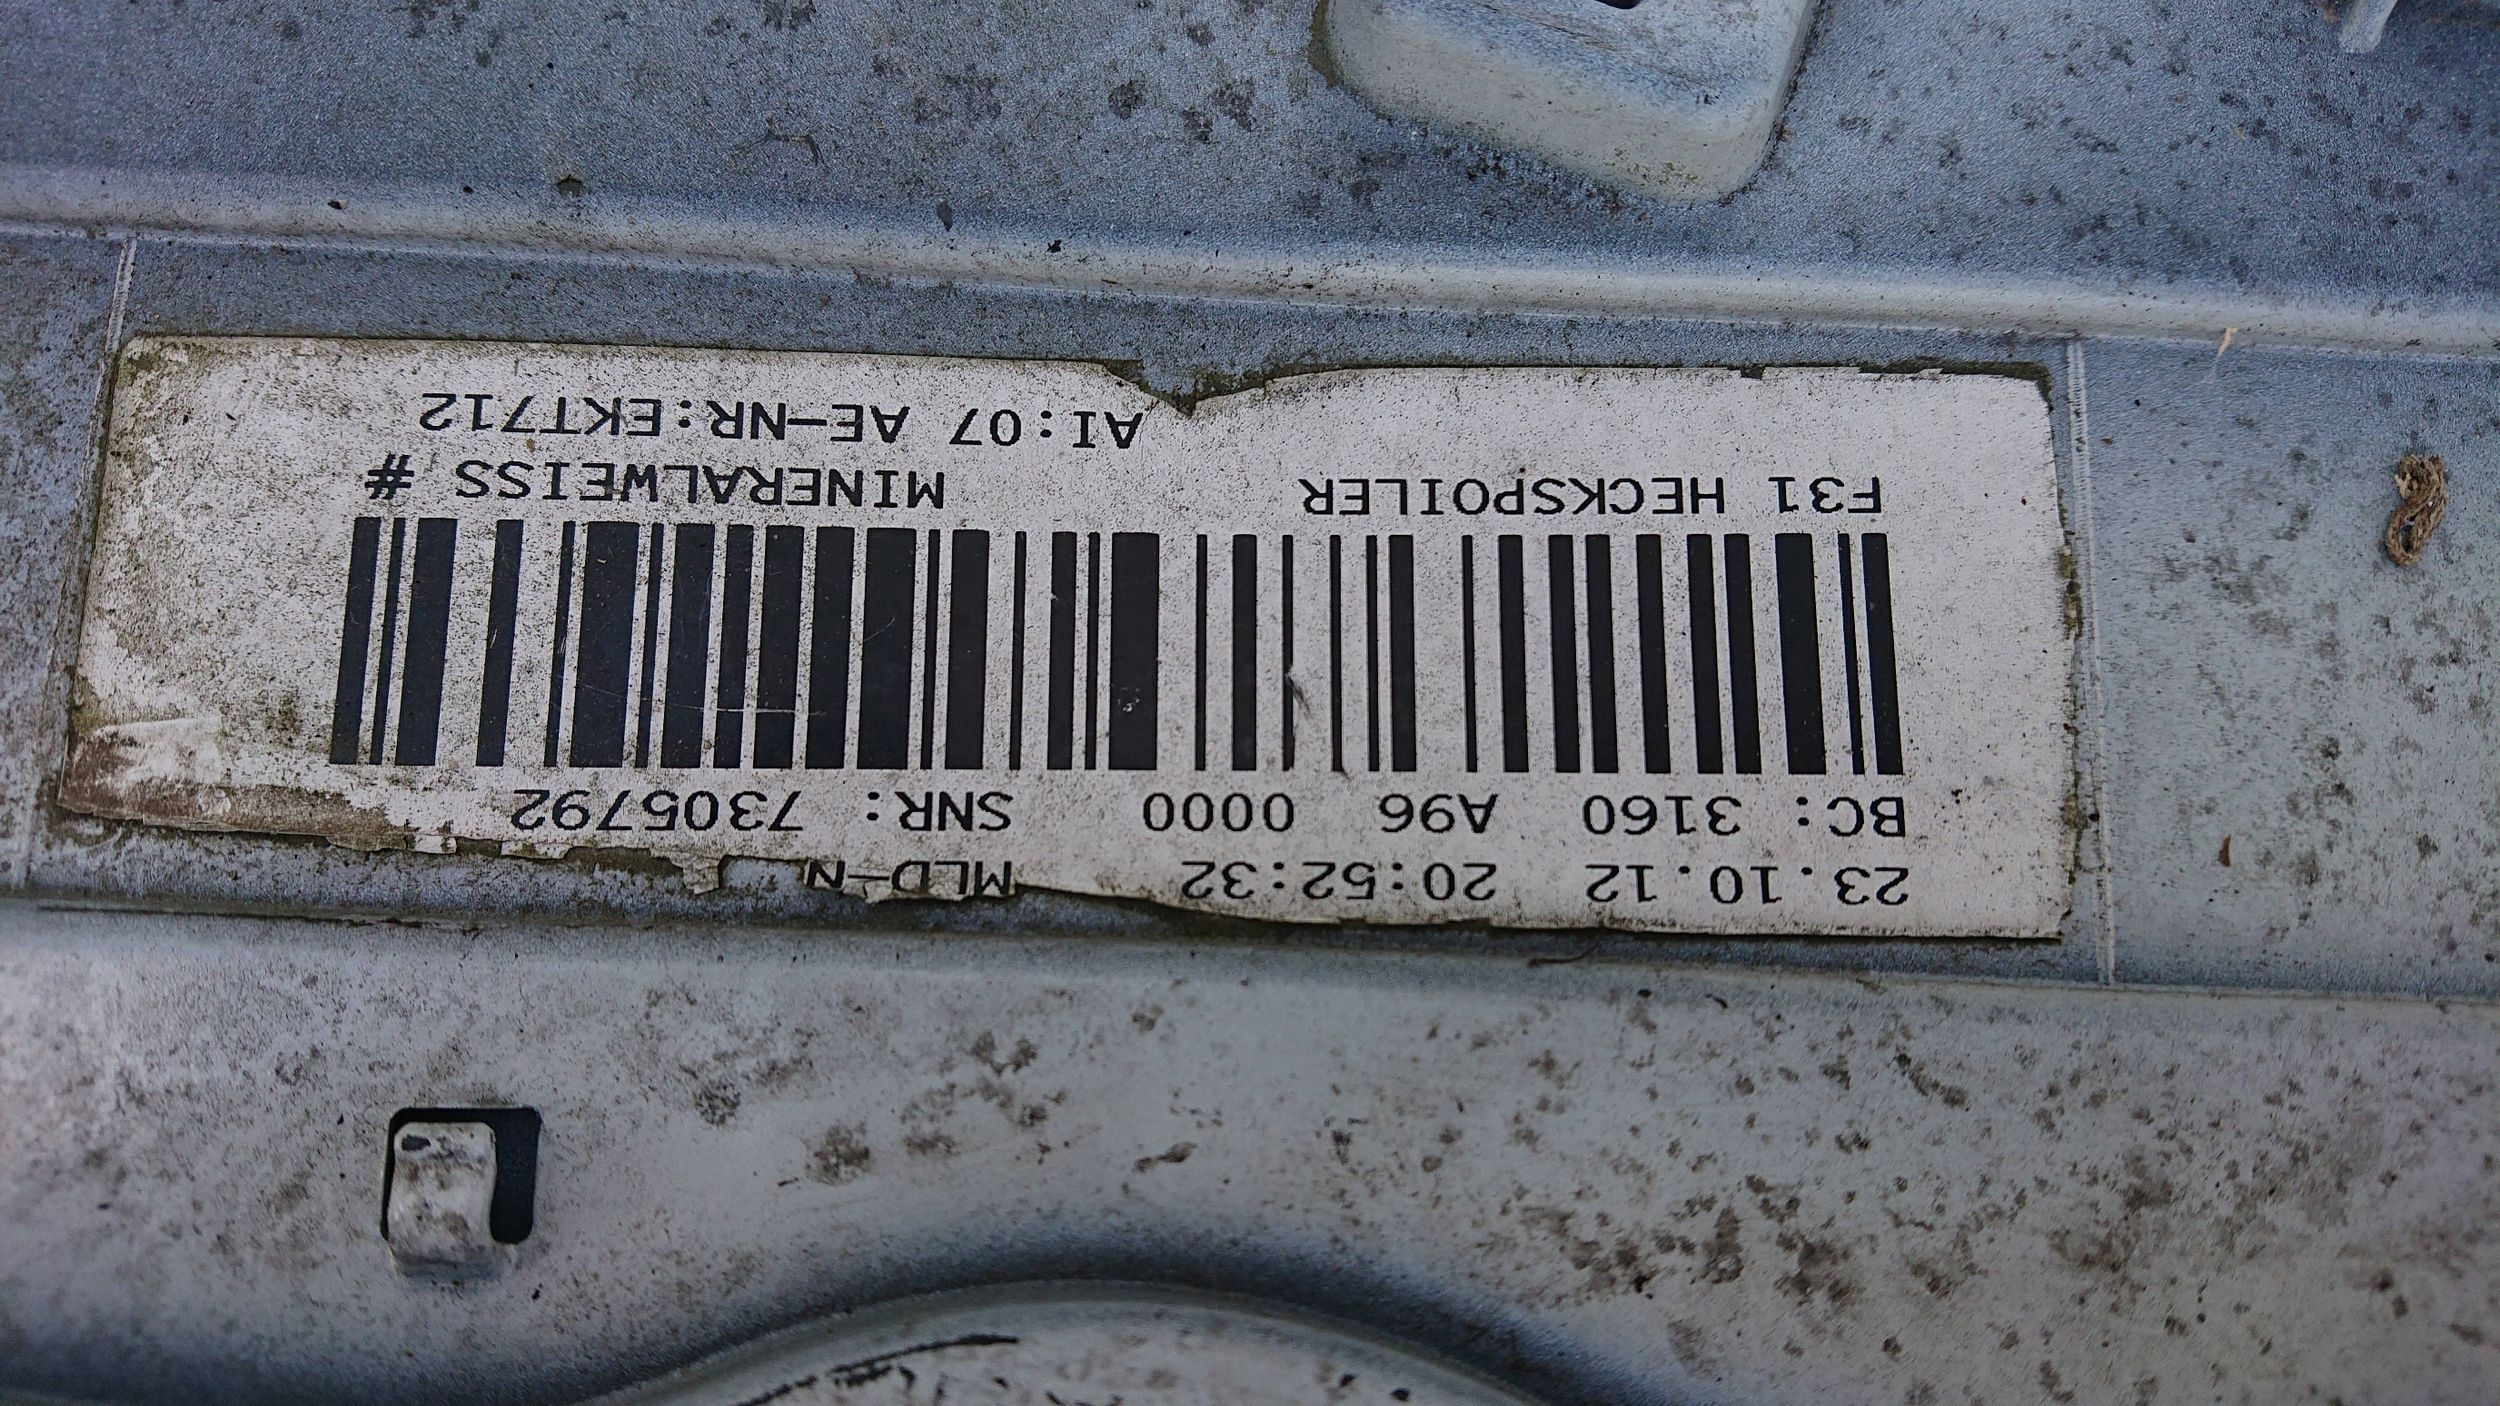 23.10.12 20:52:32 MLD-N
BC: 3160 A96 0000 SNR: 7305792
F31 HECKSPOILER MINERALWEISS #
AI:07 AE-NR:EKT712